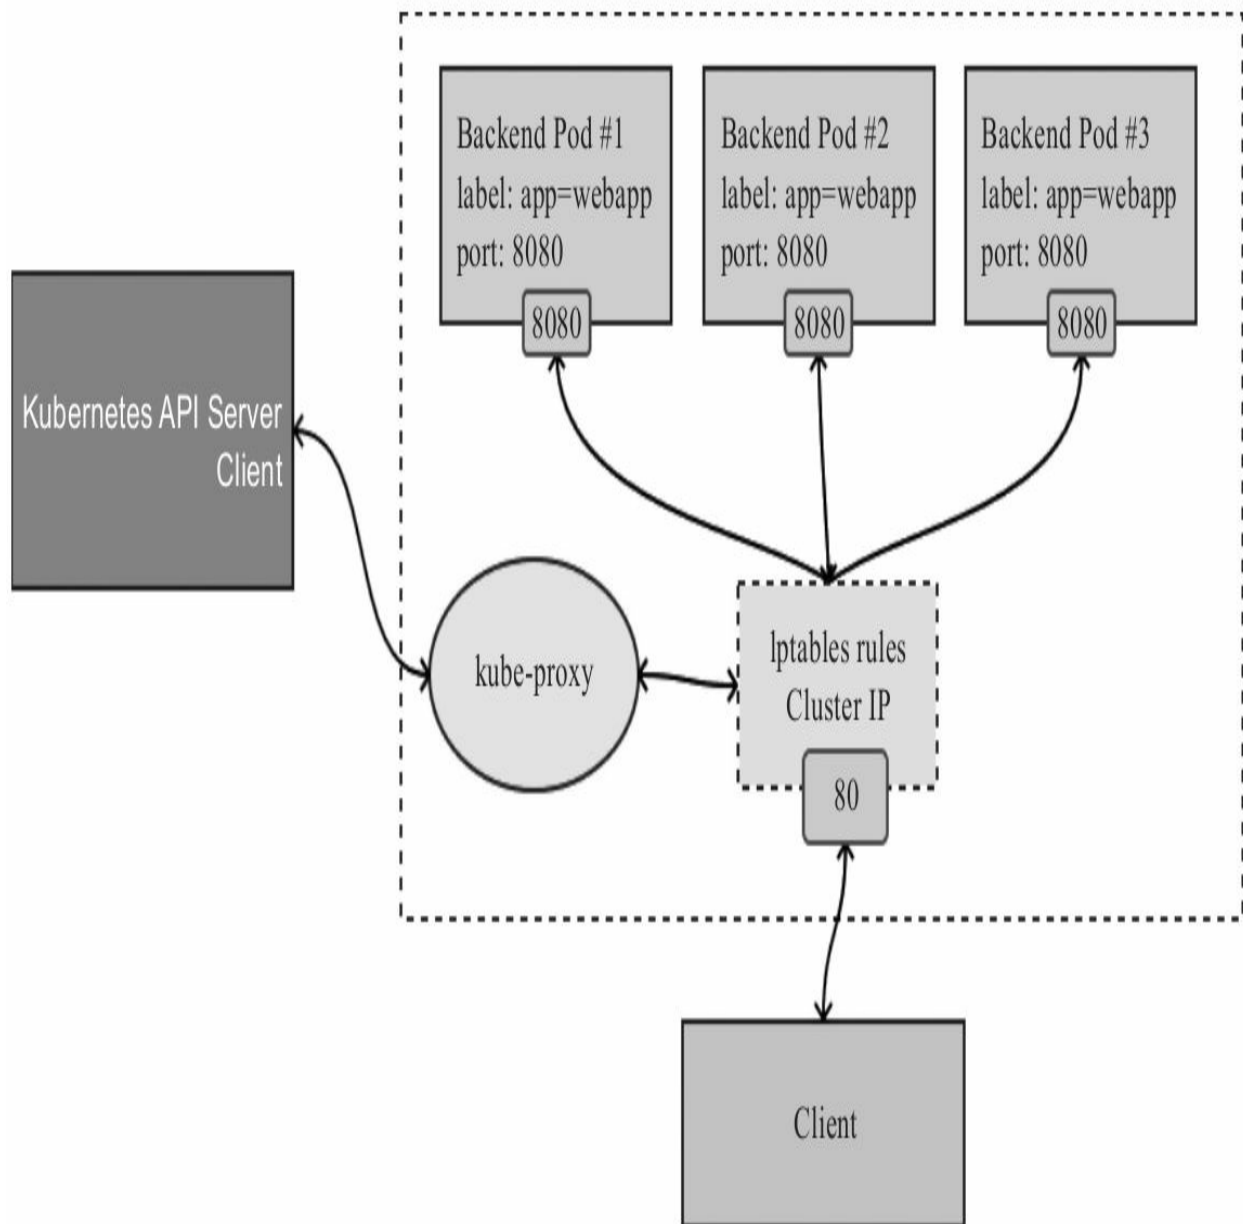 Backend Pod #1
label: app=webapp
port: 8080
8080
Backend Pod #2
label: app=webapp
port: 8080
8080
Backend Pod #3
label: app=webapp
port: 8080
8080
Kubernetes API Server
Client
kube-proxy
Iptables rules
Cluster IP
80
Client